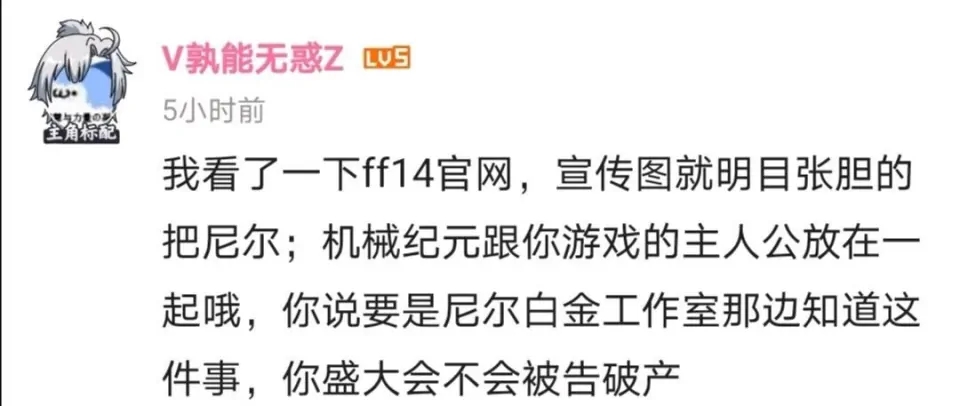 V孰能无惑Z LV5
5小时前
主角标配
我看了一下ff14官网，宣传图就明目张胆的
把尼尔；机械纪元跟你游戏的主人公放在一
起哦，你说要是尼尔白金工作室那边知道这
件事，你盛大会不会被告破产